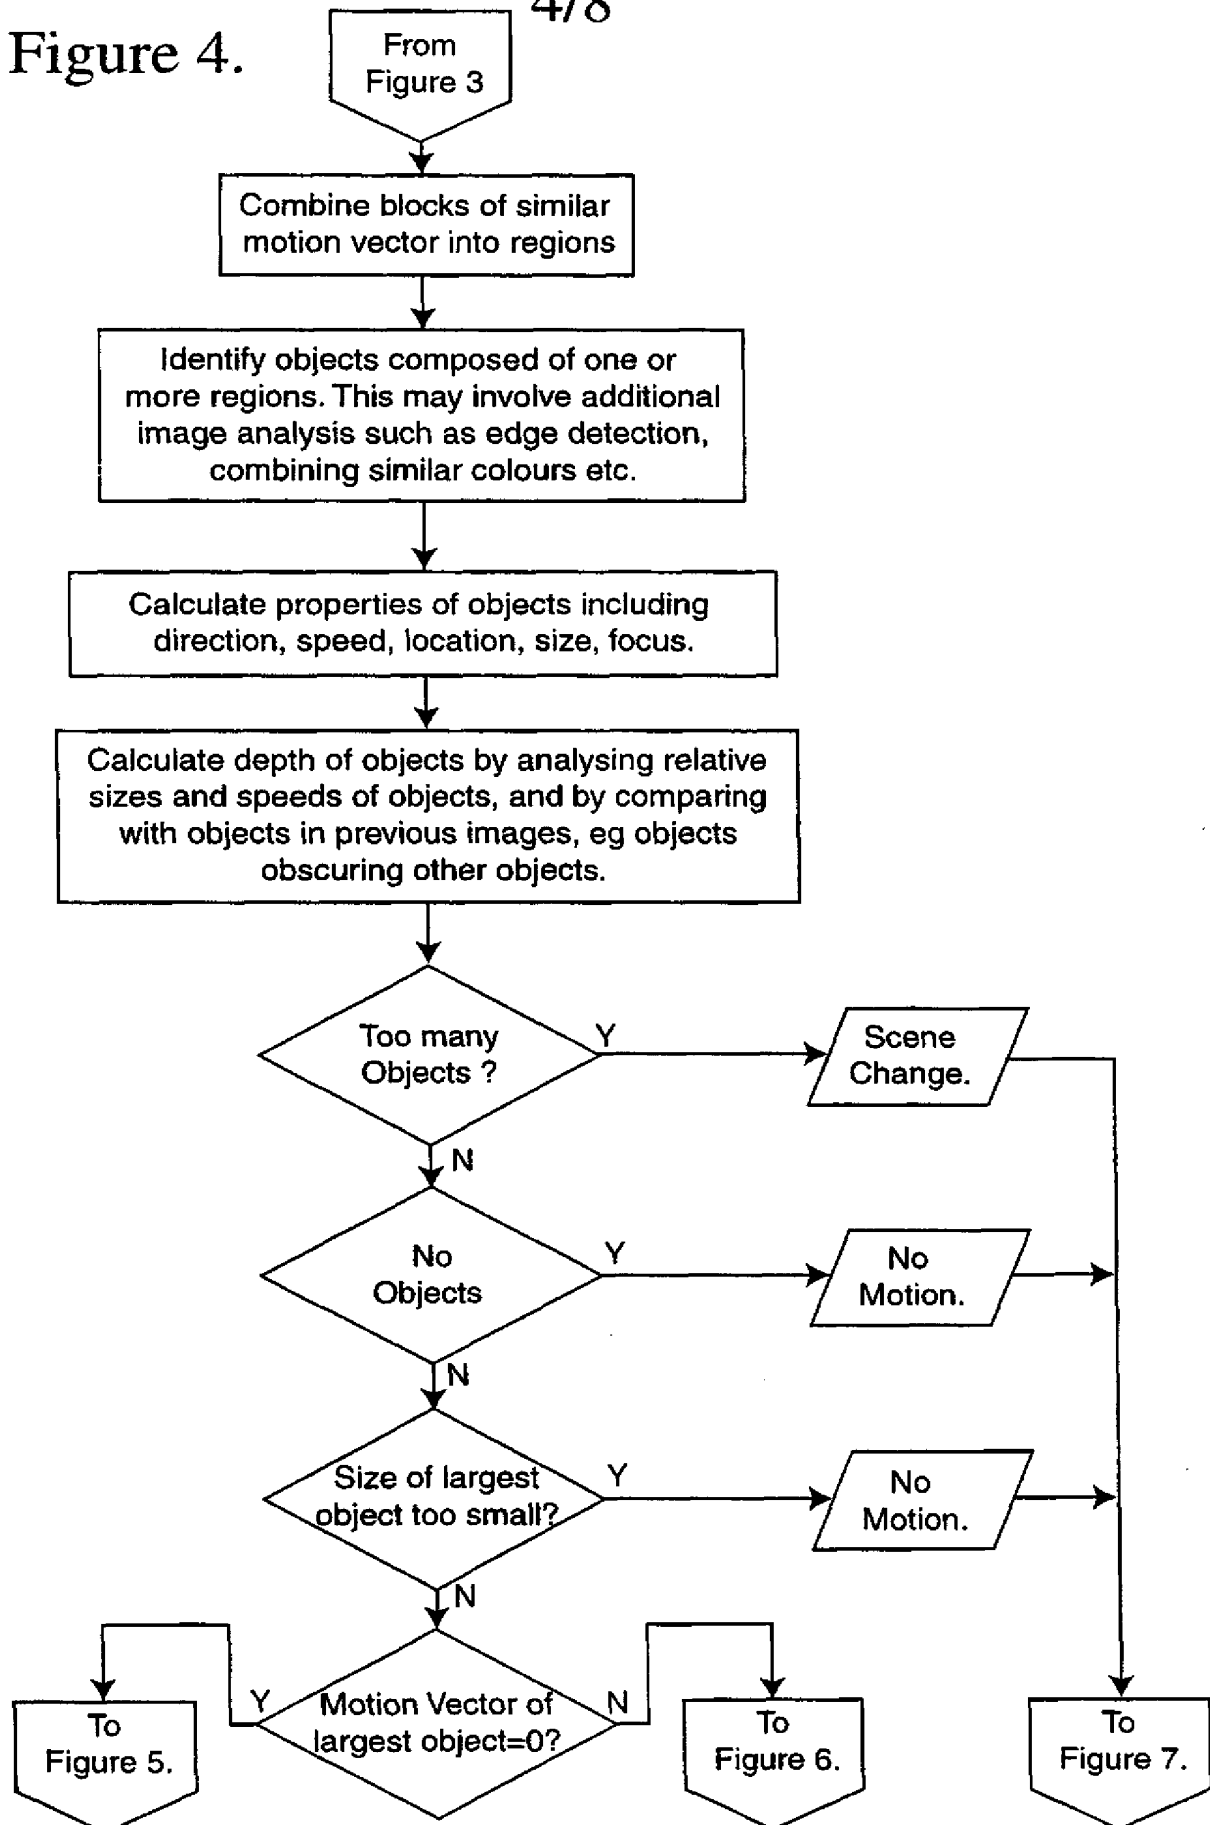 4/8
Figure 4.
From
Figure 3
Combine blocks of similar
motion vector into regions
Identify objects composed of one or
more regions. This may involve additional
image analysis such as edge detection,
combining similar colours etc.
Calculate properties of objects including
direction, speed, location, size, focus.
Calculate depth of objects by analysing relative
sizes and speeds of objects, and by comparing
with objects in previous images, eg objects
obscuring other objects.
Too many
Objects ?
Y
Scene
Change.
N
No
Objects
Y
No
Motion.
N
Size of largest
object too small?
Y
No
Motion.
N
Motion Vector of
largest object=0?
Y
N
To
Figure 5.
To
Figure 6.
To
Figure 7.